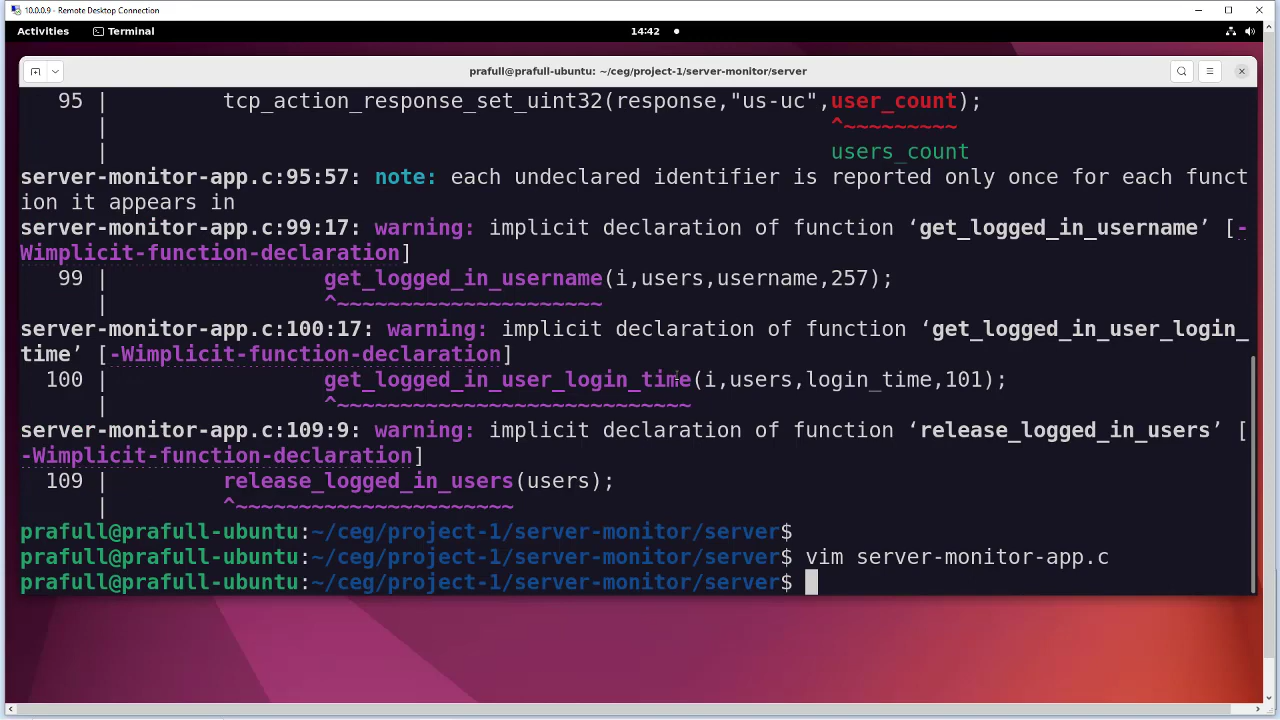 10.0.0.9 - Remote Desktop Connection
Activities Terminal 14:42
prafull@prafull-ubuntu: ~/ceg/project-1/server-monitor/server
95 | tcp_action_response_set_uint32(response,"us-uc",user_count);
| ^~~~~~~~~~
| users_count
server-monitor-app.c:95:57: note: each undeclared identifier is reported only once for each funct
ion it appears in
server-monitor-app.c:99:17: warning: implicit declaration of function ‘get_logged_in_username’ [-
Wimplicit-function-declaration]
99 | get_logged_in_username(i,users,username,257);
| ^~~~~~~~~~~~~~~~~~~~~~
server-monitor-app.c:100:17: warning: implicit declaration of function ‘get_logged_in_user_login_
time’ [-Wimplicit-function-declaration]
100 | get_logged_in_user_login_time(i,users,login_time,101);
| ^~~~~~~~~~~~~~~~~~~~~~~~~~~~~
server-monitor-app.c:109:9: warning: implicit declaration of function ‘release_logged_in_users’ [
-Wimplicit-function-declaration]
109 | release_logged_in_users(users);
| ^~~~~~~~~~~~~~~~~~~~~~~
prafull@prafull-ubuntu:~/ceg/project-1/server-monitor/server$
prafull@prafull-ubuntu:~/ceg/project-1/server-monitor/server$ vim server-monitor-app.c
prafull@prafull-ubuntu:~/ceg/project-1/server-monitor/server$